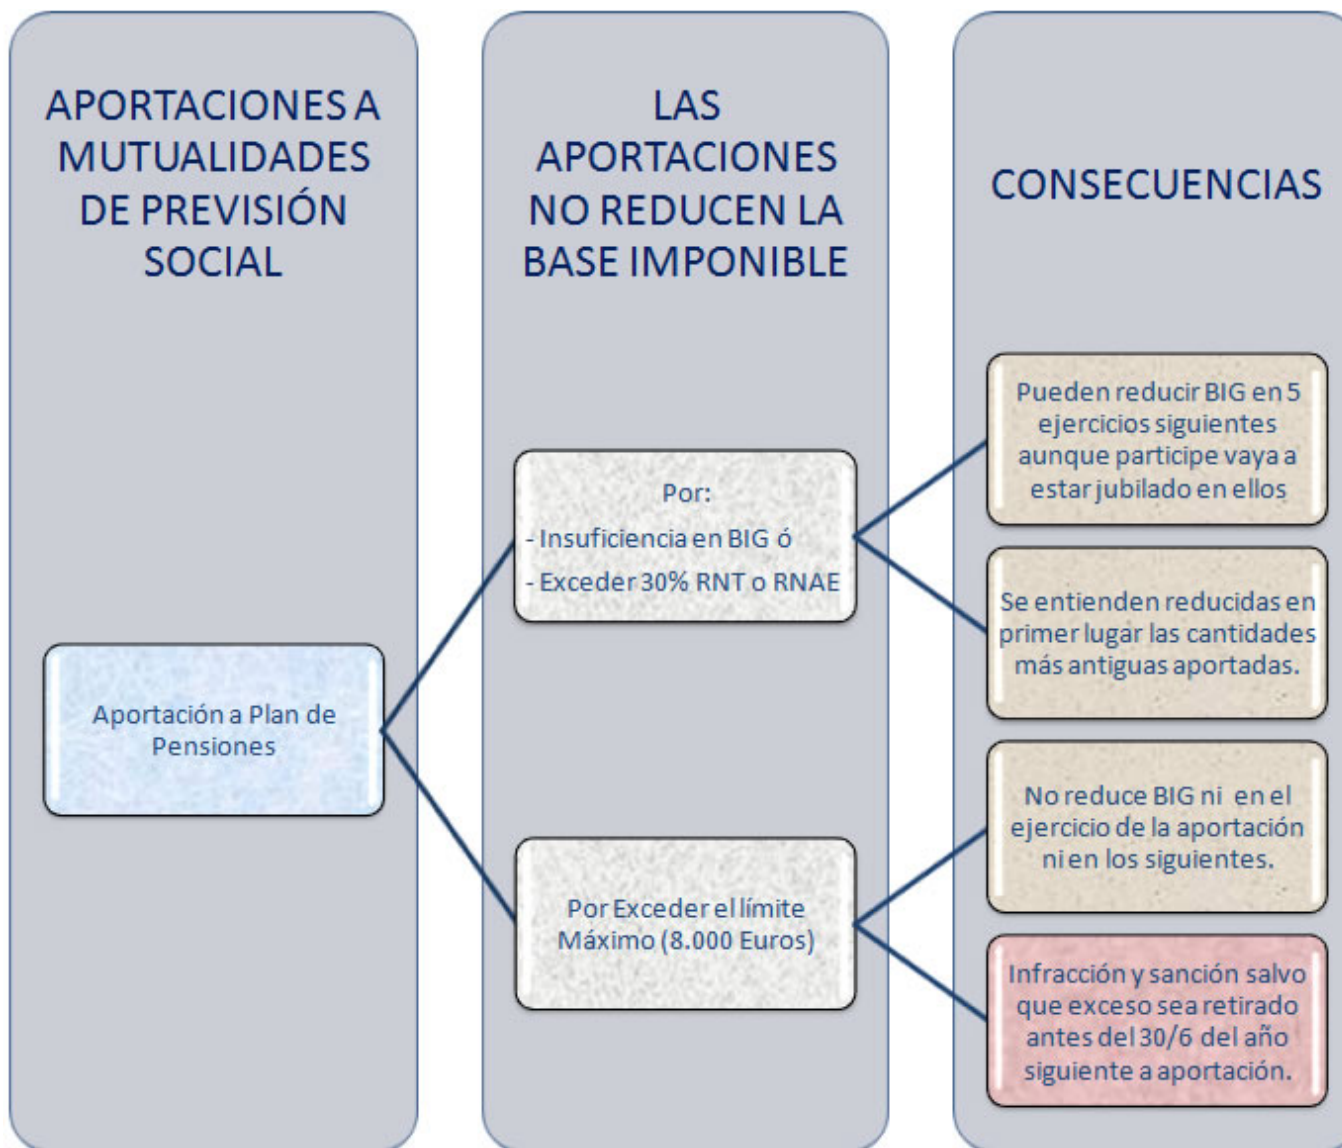 APORTACIONES A
MUTUALIDADES
DE PREVISIÓN
SOCIAL
Aportación a Plan de
Pensiones
LAS
APORTACIONES
NO REDUCEN LA
BASE IMPONIBLE
Por:
- Insuficiencia en BIG ó
- Exceder 30% RNT o RNAE
Por Exceder el límite
Máximo (8.000 Euros)
CONSECUENCIAS
Pueden reducir BIG en 5
ejercicios siguientes
aunque participe vaya a
estar jubilado en ellos
Se entienden reducidas en
primer lugar las cantidades
más antiguas aportadas.
No reduce BIG ni en el
ejercicio de la aportación
ni en los siguientes.
Infracción y sanción salvo
que exceso sea retirado
antes del 30/6 del año
siguiente a aportación.